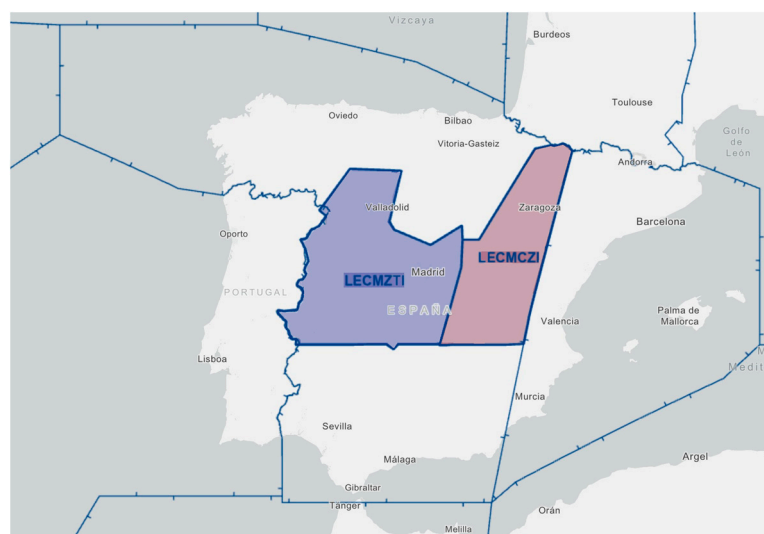 Vizcaya
Burdeos
Toulouse
Oviedo
Bilbao
Vitoria-Gasteiz
Golfo
de
León
Andorra
Valladolid
Zaragoza
Barcelona
Oporto
LECMCZI
Madrid
LECMZTI
PORTUGAL
ESPAÑA
Palma de
Mallorca
Valencia
Lisboa
M
Medit
Murcia
Sevilla
Málaga
Argel
Gibraltar
Tánger
Orán
Melilla